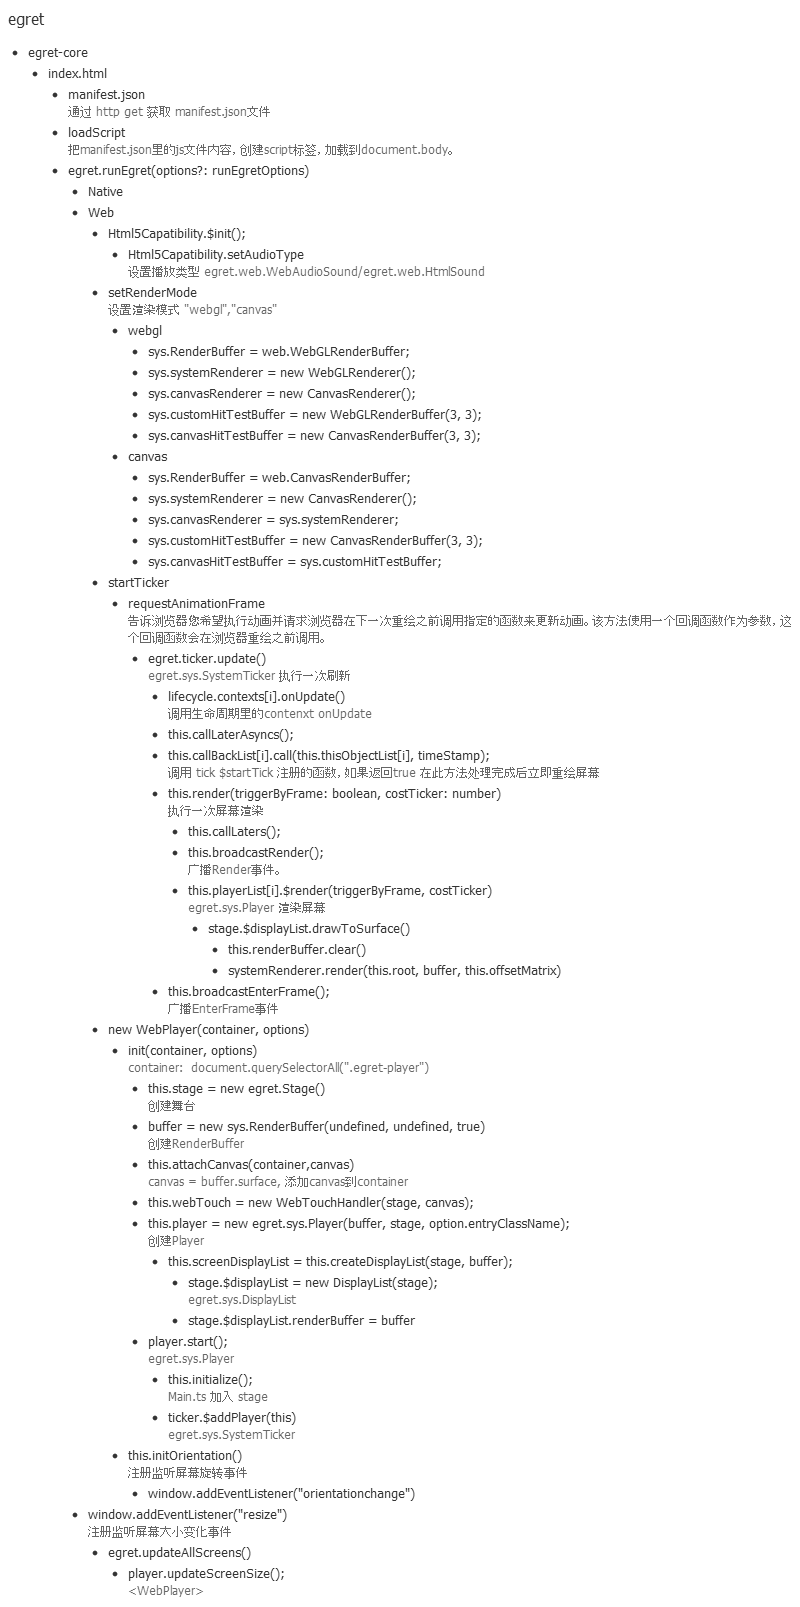 egret
egret-core
index.html
manifest.json
通过 http get 获取 manifest.json文件
loadScript
把manifest.json里的js文件内容, 创建script标签, 加载到document.body。
egret.runEgret(options?: runEgretOptions)
Native
Web
Html5Capatibility.$init();
Html5Capatibility.setAudioType
设置播放类型 egret.web.WebAudioSound/egret.web.HtmlSound
setRenderMode
设置渲染模式 "webgl","canvas"
webgl
sys.RenderBuffer = web.WebGLRenderBuffer;
sys.systemRenderer = new WebGLRenderer();
sys.canvasRenderer = new CanvasRenderer();
sys.customHitTestBuffer = new WebGLRenderBuffer(3, 3);
sys.canvasHitTestBuffer = new CanvasRenderBuffer(3, 3);
canvas
sys.RenderBuffer = web.CanvasRenderBuffer;
sys.systemRenderer = new CanvasRenderer();
sys.canvasRenderer = sys.systemRenderer;
sys.customHitTestBuffer = new CanvasRenderBuffer(3, 3);
sys.canvasHitTestBuffer = sys.customHitTestBuffer;
startTicker
requestAnimationFrame
告诉浏览器您希望执行动画并请求浏览器在下一次重绘之前调用指定的函数来更新动画。该方法使用一个回调函数作为参数, 这
个回调函数会在浏览器重绘之前调用。
egret.ticker.update()
egret.sys.SystemTicker 执行一次刷新
lifecycle.contexts[i].onUpdate()
调用生命周期里的contenxt onUpdate
this.callLaterAsyncs();
this.callBackList[i].call(this.thisObjectList[i], timeStamp);
调用 tick $startTick 注册的函数, 如果返回true 在此方法处理完成后立即重绘屏幕
this.render(triggerByFrame: boolean, costTicker: number)
执行一次屏幕渲染
this.callLaters();
this.broadcastRender();
广播Render事件。
this.playerList[i].$render(triggerByFrame, costTicker)
egret.sys.Player 渲染屏幕
stage.$displayList.drawToSurface()
this.renderBuffer.clear()
systemRenderer.render(this.root, buffer, this.offsetMatrix)
this.broadcastEnterFrame();
广播EnterFrame事件
new WebPlayer(container, options)
init(container, options)
container:  document.querySelectorAll(".egret-player")
this.stage = new egret.Stage()
创建舞台
buffer = new sys.RenderBuffer(undefined, undefined, true)
创建RenderBuffer
this.attachCanvas(container,canvas)
canvas = buffer.surface, 添加canvas到container
this.webTouch = new WebTouchHandler(stage, canvas);
this.player = new egret.sys.Player(buffer, stage, option.entryClassName);
创建Player
this.screenDisplayList = this.createDisplayList(stage, buffer);
stage.$displayList = new DisplayList(stage);
egret.sys.DisplayList
stage.$displayList.renderBuffer = buffer
player.start();
egret.sys.Player
this.initialize();
Main.ts 加入 stage
ticker.$addPlayer(this)
egret.sys.SystemTicker
this.initOrientation()
注册监听屏幕旋转事件
window.addEventListener("orientationchange")
window.addEventListener("resize")
注册监听屏幕大小变化事件
egret.updateAllScreens()
player.updateScreenSize();
<WebPlayer>